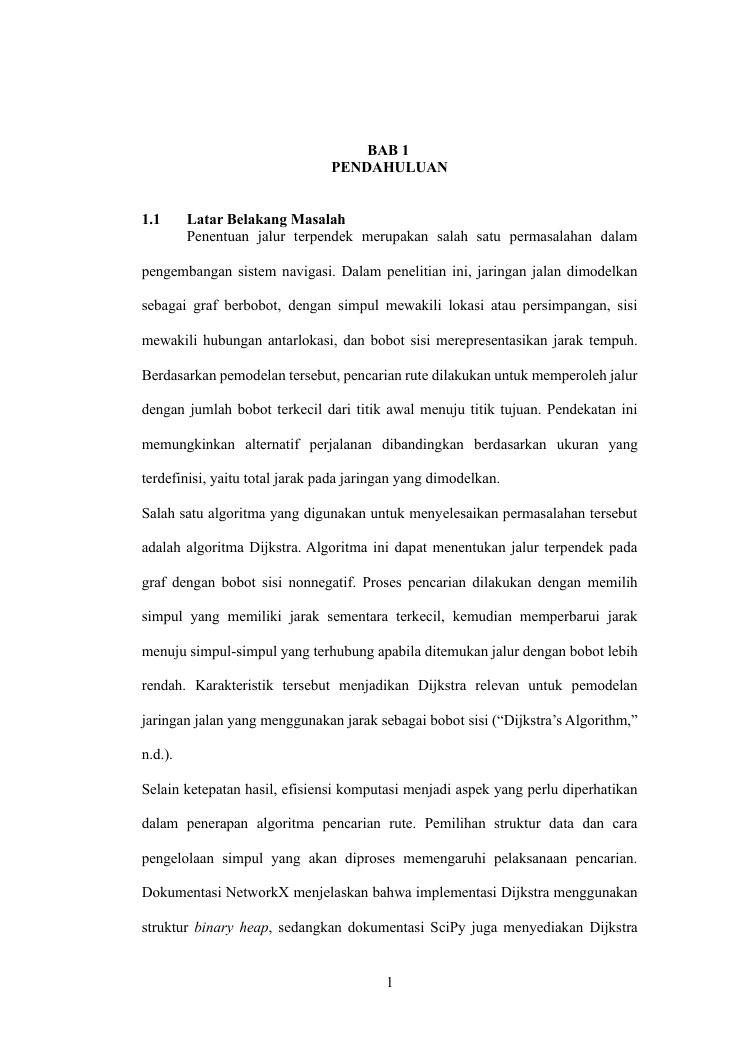 BAB 1
PENDAHULUAN
1.1 Latar Belakang Masalah
Penentuan jalur terpendek merupakan salah satu permasalahan dalam
pengembangan sistem navigasi. Dalam penelitian ini, jaringan jalan dimodelkan
sebagai graf berbobot, dengan simpul mewakili lokasi atau persimpangan, sisi
mewakili hubungan antarlokasi, dan bobot sisi merepresentasikan jarak tempuh.
Berdasarkan pemodelan tersebut, pencarian rute dilakukan untuk memperoleh jalur
dengan jumlah bobot terkecil dari titik awal menuju titik tujuan. Pendekatan ini
memungkinkan alternatif perjalanan dibandingkan berdasarkan ukuran yang
terdefinisi, yaitu total jarak pada jaringan yang dimodelkan.
Salah satu algoritma yang digunakan untuk menyelesaikan permasalahan tersebut
adalah algoritma Dijkstra. Algoritma ini dapat menentukan jalur terpendek pada
graf dengan bobot sisi nonnegatif. Proses pencarian dilakukan dengan memilih
simpul yang memiliki jarak sementara terkecil, kemudian memperbarui jarak
menuju simpul-simpul yang terhubung apabila ditemukan jalur dengan bobot lebih
rendah. Karakteristik tersebut menjadikan Dijkstra relevan untuk pemodelan
jaringan jalan yang menggunakan jarak sebagai bobot sisi (“Dijkstra’s Algorithm,”
n.d.).
Selain ketepatan hasil, efisiensi komputasi menjadi aspek yang perlu diperhatikan
dalam penerapan algoritma pencarian rute. Pemilihan struktur data dan cara
pengelolaan simpul yang akan diproses memengaruhi pelaksanaan pencarian.
Dokumentasi NetworkX menjelaskan bahwa implementasi Dijkstra menggunakan
struktur binary heap, sedangkan dokumentasi SciPy juga menyediakan Dijkstra
1